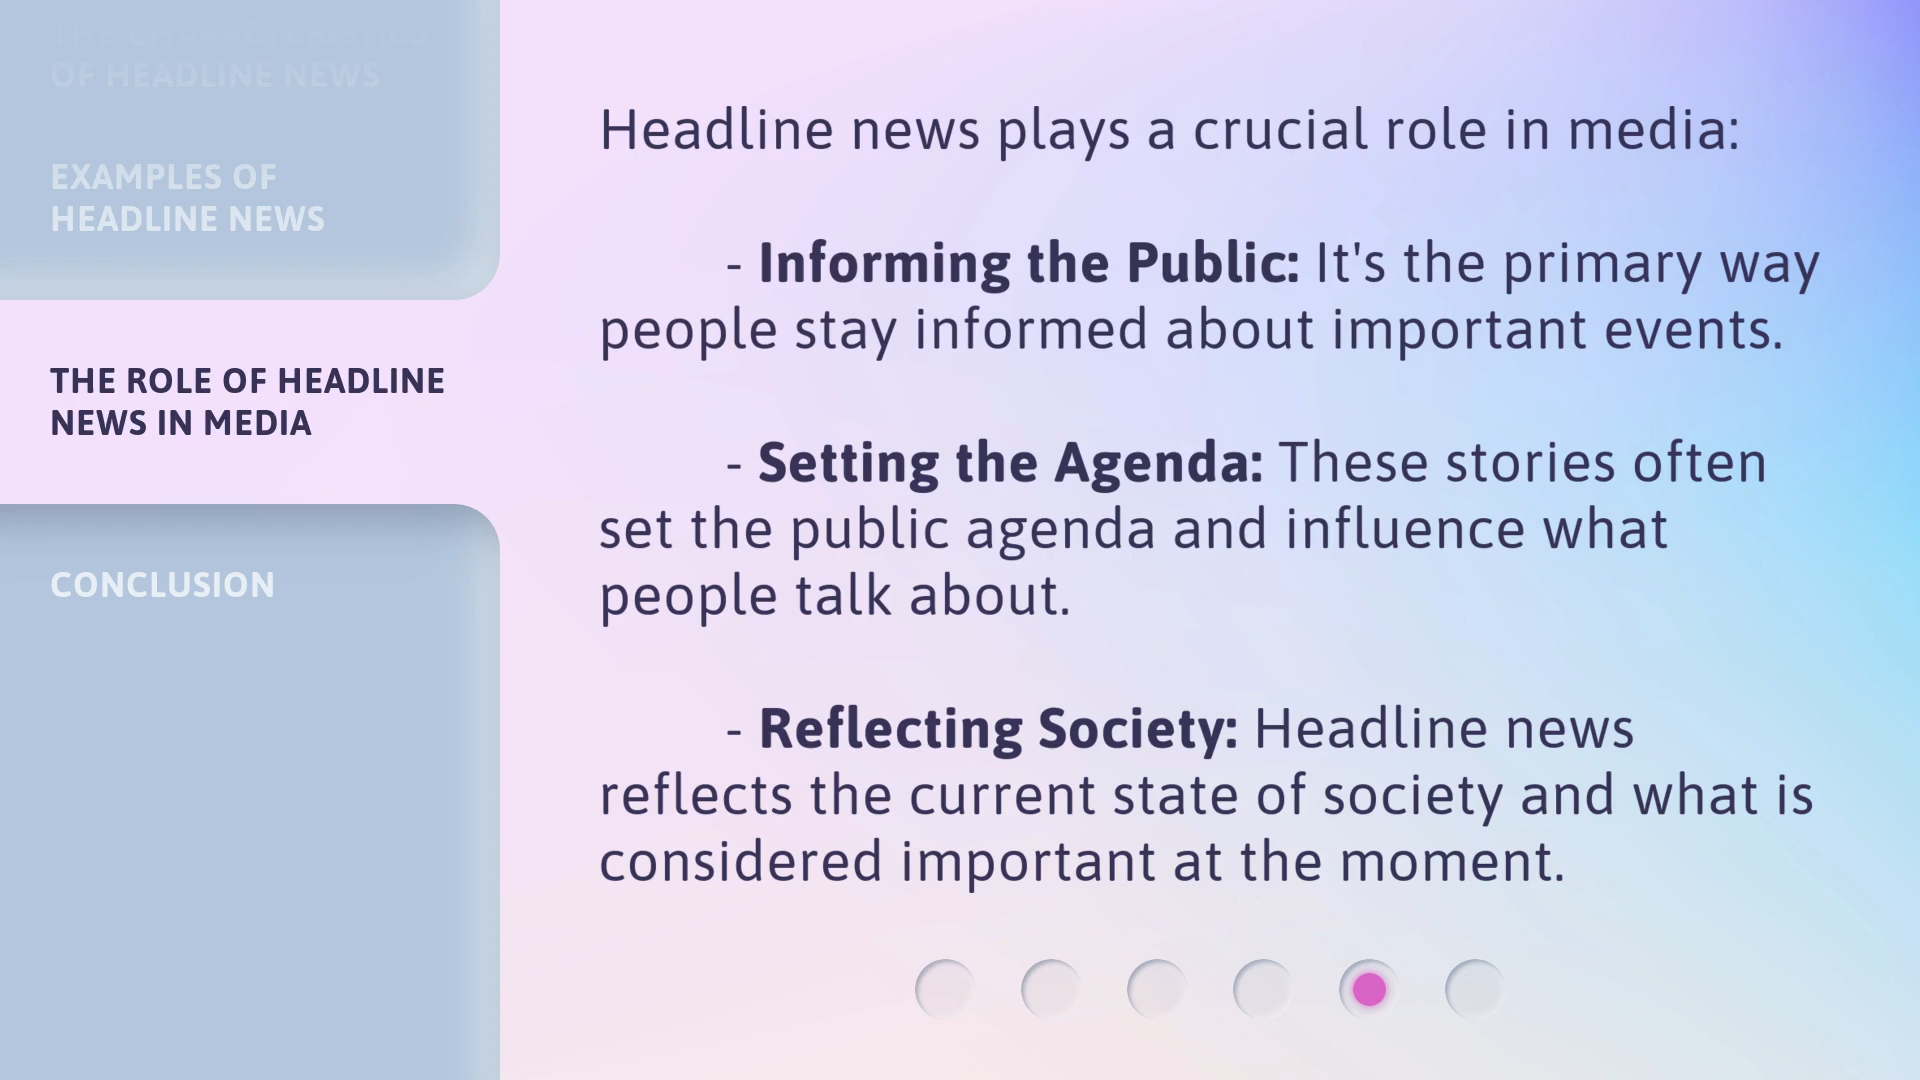 THE CHARACTERISTICS
OF HEADLINE NEWS
EXAMPLES OF
HEADLINE NEWS
THE ROLE OF HEADLINE
NEWS IN MEDIA
CONCLUSION
Headline news plays a crucial role in media:
- Informing the Public: It's the primary way
people stay informed about important events.
- Setting the Agenda: These stories often
set the public agenda and influence what
people talk about.
- Reflecting Society: Headline news
reflects the current state of society and what is
considered important at the moment.